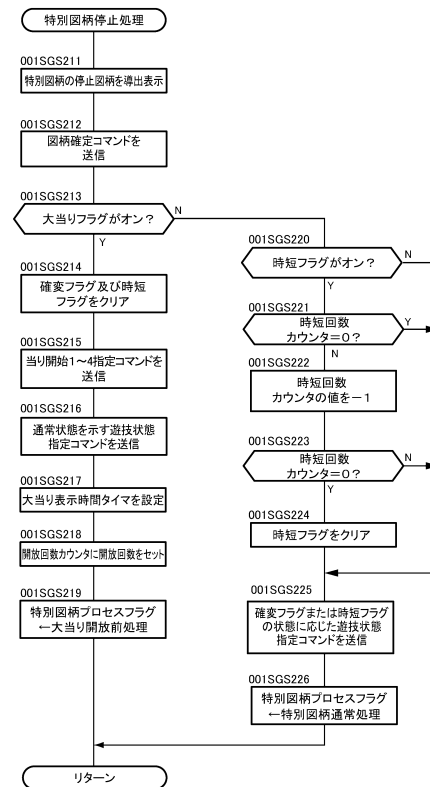 特別図柄停止処理
001SGS211
特別図柄の停止図柄を導出表示
001SGS212
図柄確定コマンドを
送信
001SGS213
大当りフラグがオン？
N
Y
001SGS214
確変フラグ及び時短
フラグをクリア
001SGS215
当り開始1～4指定コマンドを
送信
001SGS216
通常状態を示す遊技状態
指定コマンドを送信
001SGS217
大当り表示時間タイマを設定
001SGS218
開放回数カウンタに開放回数をセット
001SGS219
特別図柄プロセスフラグ
←大当り開放前処理
001SGS220
時短フラグがオン？
N
Y
001SGS221
時短回数
カウンタ＝0？
Y
N
001SGS222
時短回数
カウンタの値を－1
001SGS223
時短回数
カウンタ＝0？
N
Y
001SGS224
時短フラグをクリア
001SGS225
確変フラグまたは時短フラグ
の状態に応じた遊技状態
指定コマンドを送信
001SGS226
特別図柄プロセスフラグ
←特別図柄通常処理
リターン